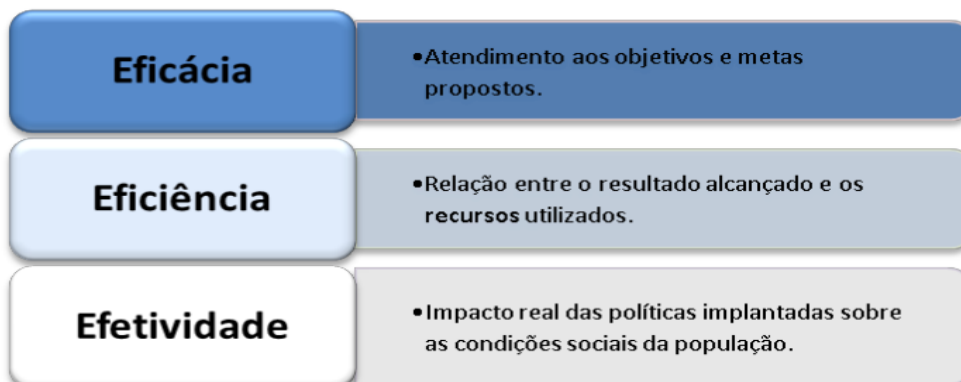 Eficácia
•Atendimento aos objetivos e metas
propostos.
Eficiência
•Relação entre o resultado alcançado e os
recursos utilizados.
Efetividade
•Impacto real das políticas implantadas sobre
as condições sociais da população.